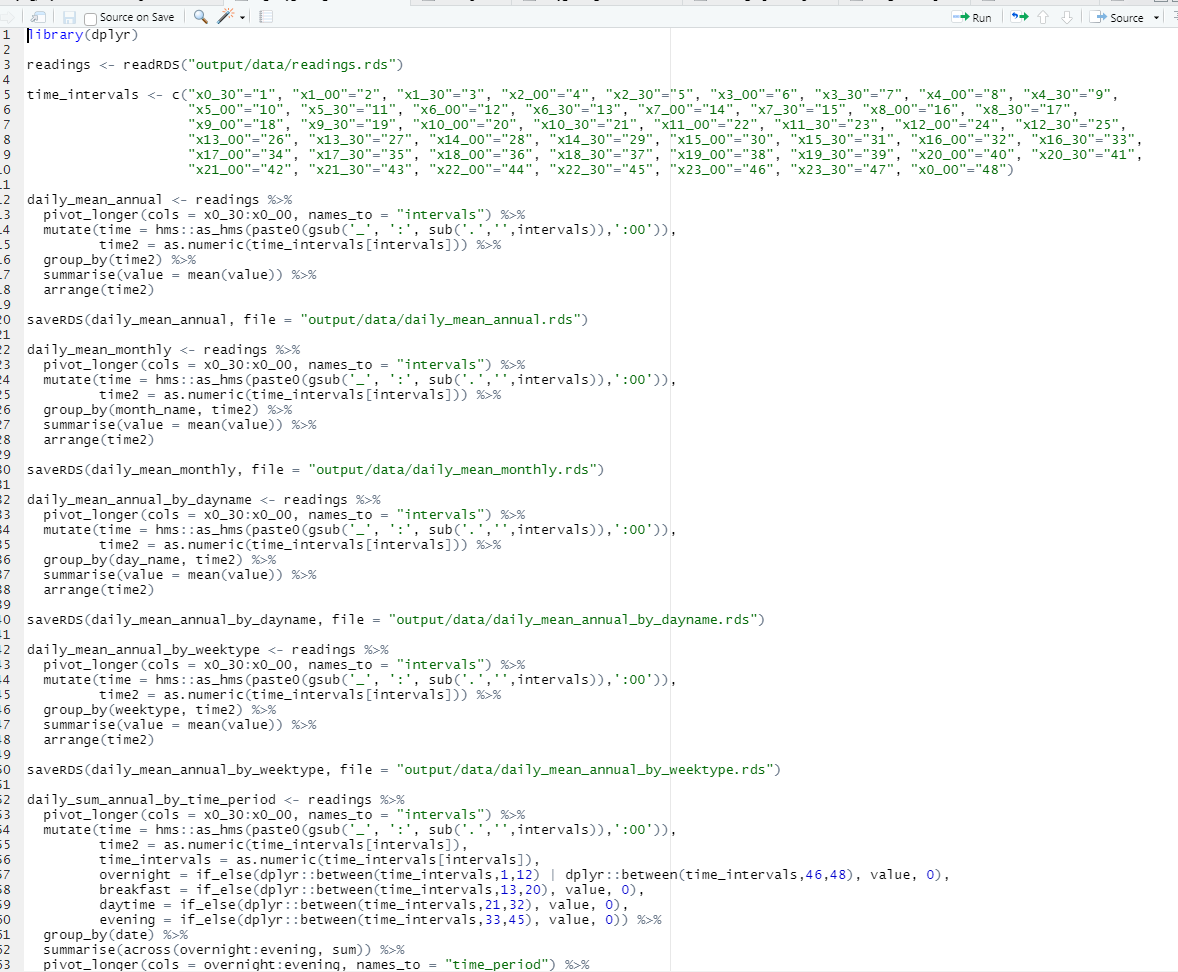 Source on Save Run Source
1 library(dplyr)
2
3 readings <- readRDS("output/data/readings.rds")
4
5 time_intervals <- c("x0_30"="1", "x1_00"="2", "x1_30"="3", "x2_00"="4", "x2_30"="5", "x3_00"="6", "x3_30"="7", "x4_00"="8", "x4_30"="9",
6 "x5_00"="10", "x5_30"="11", "x6_00"="12", "x6_30"="13", "x7_00"="14", "x7_30"="15", "x8_00"="16", "x8_30"="17",
7 "x9_00"="18", "x9_30"="19", "x10_00"="20", "x10_30"="21", "x11_00"="22", "x11_30"="23", "x12_00"="24", "x12_30"="25",
8 "x13_00"="26", "x13_30"="27", "x14_00"="28", "x14_30"="29", "x15_00"="30", "x15_30"="31", "x16_00"="32", "x16_30"="33",
9 "x17_00"="34", "x17_30"="35", "x18_00"="36", "x18_30"="37", "x19_00"="38", "x19_30"="39", "x20_00"="40", "x20_30"="41",
0 "x21_00"="42", "x21_30"="43", "x22_00"="44", "x22_30"="45", "x23_00"="46", "x23_30"="47", "x0_00"="48")
1
2 daily_mean_annual <- readings %>%
3 pivot_longer(cols = x0_30:x0_00, names_to = "intervals") %>%
4 mutate(time = hms::as_hms(paste0(gsub('_', ':', sub('.','',intervals)),':00')),
5 time2 = as.numeric(time_intervals[intervals])) %>%
6 group_by(time2) %>%
7 summarise(value = mean(value)) %>%
8 arrange(time2)
9
20 saveRDS(daily_mean_annual, file = "output/data/daily_mean_annual.rds")
21
22 daily_mean_monthly <- readings %>%
23 pivot_longer(cols = x0_30:x0_00, names_to = "intervals") %>%
24 mutate(time = hms::as_hms(paste0(gsub('_', ':', sub('.','',intervals)),':00')),
25 time2 = as.numeric(time_intervals[intervals])) %>%
26 group_by(month_name, time2) %>%
27 summarise(value = mean(value)) %>%
28 arrange(time2)
29
30 saveRDS(daily_mean_monthly, file = "output/data/daily_mean_monthly.rds")
31
32 daily_mean_annual_by_dayname <- readings %>%
33 pivot_longer(cols = x0_30:x0_00, names_to = "intervals") %>%
34 mutate(time = hms::as_hms(paste0(gsub('_', ':', sub('.','',intervals)),':00')),
35 time2 = as.numeric(time_intervals[intervals])) %>%
36 group_by(day_name, time2) %>%
37 summarise(value = mean(value)) %>%
38 arrange(time2)
39
40 saveRDS(daily_mean_annual_by_dayname, file = "output/data/daily_mean_annual_by_dayname.rds")
41
42 daily_mean_annual_by_weektype <- readings %>%
43 pivot_longer(cols = x0_30:x0_00, names_to = "intervals") %>%
44 mutate(time = hms::as_hms(paste0(gsub('_', ':', sub('.','',intervals)),':00')),
45 time2 = as.numeric(time_intervals[intervals])) %>%
46 group_by(weektype, time2) %>%
47 summarise(value = mean(value)) %>%
48 arrange(time2)
49
50 saveRDS(daily_mean_annual_by_weektype, file = "output/data/daily_mean_annual_by_weektype.rds")
51
52 daily_sum_annual_by_time_period <- readings %>%
53 pivot_longer(cols = x0_30:x0_00, names_to = "intervals") %>%
54 mutate(time = hms::as_hms(paste0(gsub('_', ':', sub('.','',intervals)),':00')),
55 time2 = as.numeric(time_intervals[intervals]),
56 time_intervals = as.numeric(time_intervals[intervals]),
57 overnight = if_else(dplyr::between(time_intervals,1,12) | dplyr::between(time_intervals,46,48), value, 0),
58 breakfast = if_else(dplyr::between(time_intervals,13,20), value, 0),
59 daytime = if_else(dplyr::between(time_intervals,21,32), value, 0),
60 evening = if_else(dplyr::between(time_intervals,33,45), value, 0)) %>%
61 group_by(date) %>%
62 summarise(across(overnight:evening, sum)) %>%
63 pivot_longer(cols = overnight:evening, names_to = "time_period") %>%